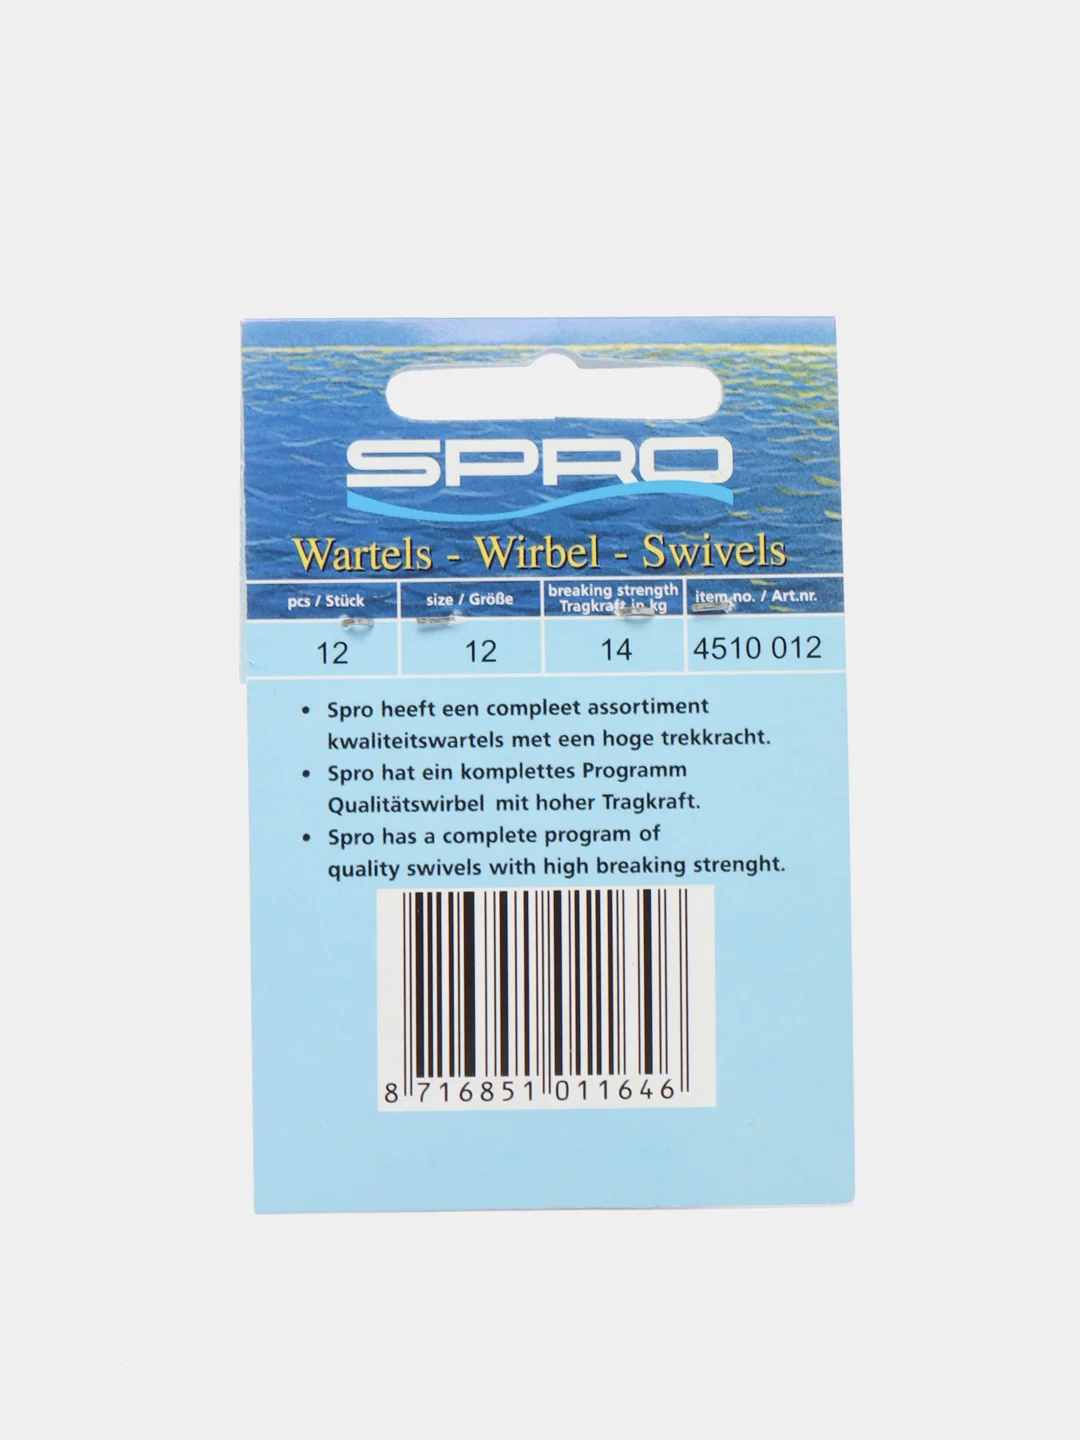 SPRO
Wartels - Wirbel - Swivels
pcs / Stück size / Größe breaking strength Tragkraft in kg item no. / Art.nr.
12 12 14 4510 012
• Spro heeft een compleet assortiment
kwaliteitswartels met een hoge trekkracht.
• Spro hat ein komplettes Programm
Qualitätswirbel mit hoher Tragkraft.
• Spro has a complete program of
quality swivels with high breaking strenght.
8 716851 011646